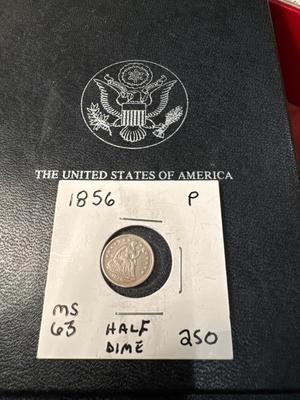 THE UNITED STATES OF AMERICA
1856 P
MS
63
HALF
DIME
250